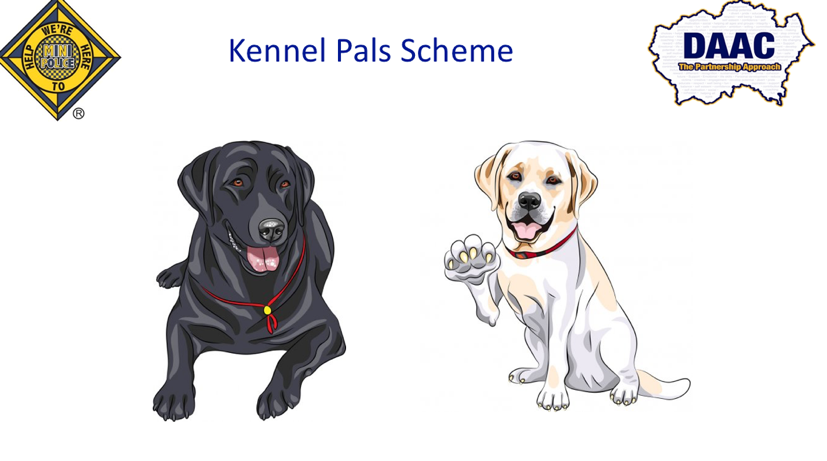 WE'RE
HERE
TO
HELP
MINI
POLICE
®
Kennel Pals Scheme
DAAC
The Partnership Approach